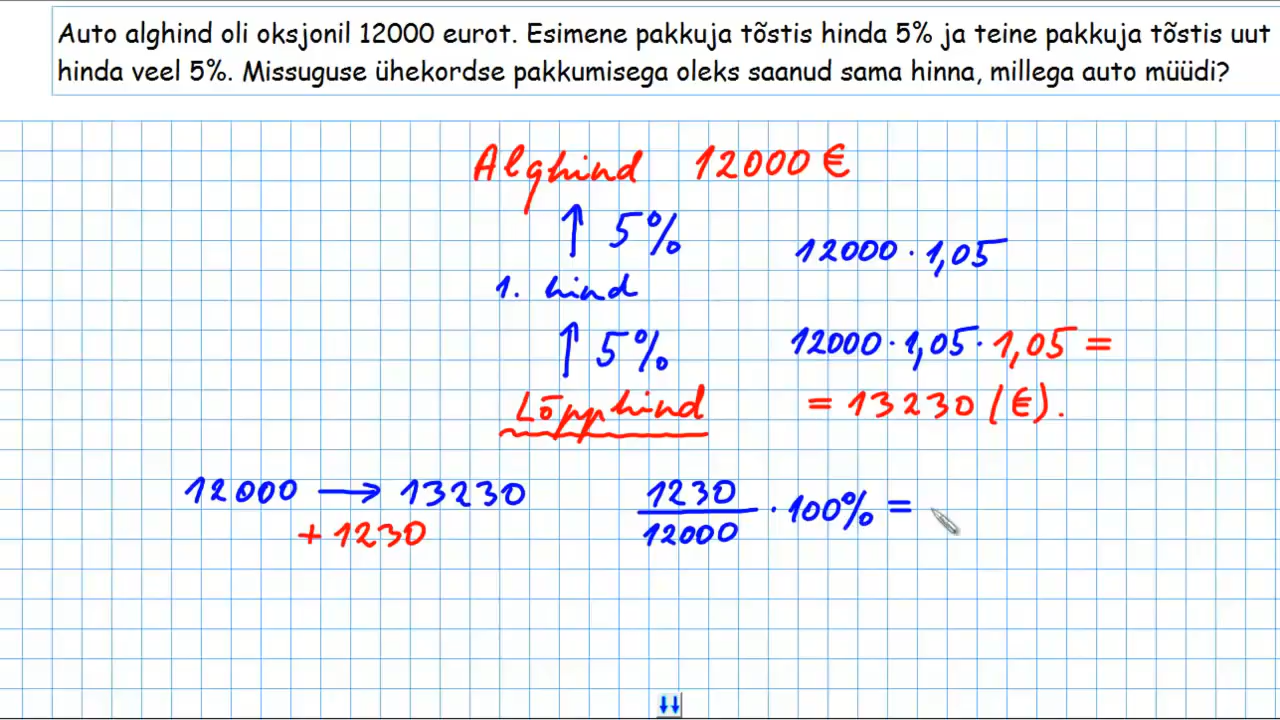 Auto alghind oli oksjonil 12000 eurot. Esimene pakkuja tõstis hinda 5% ja teine pakkuja tõstis uut
hinda veel 5%. Missuguse ühekordse pakkumisega oleks saanud sama hinna, millega auto müüdi?
Alghind 12000 €
↑ 5%
12000 · 1,05
1. hind
↑ 5%
12000 · 1,05 · 1,05 =
Lõpphind
= 13230 (€).
12000 → 13230
+ 1230
1230/12000 · 100% =